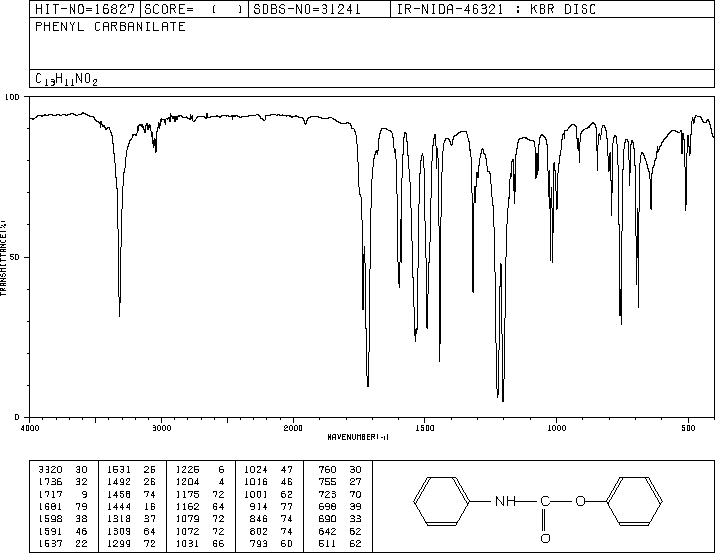 HIT-NO=16827 SCORE= ( ) SDBS-NO=31241 IR-NIDA-46321 : KBR DISC
PHENYL CARBANILATE
C13H11NO2
100
50
0
TRANSMITTANCE(%)
4000 3000 2000 1500 1000 500
WAVENUMBER(-1)
3320 30 1531 26 1226 6 1024 47 760 30
1736 32 1492 26 1204 4 1016 46 755 27
1717 9 1458 74 1175 72 1001 62 723 70
1681 79 1444 16 1162 64 914 77 698 39
1598 38 1318 37 1079 72 846 74 690 33
1591 46 1309 64 1072 72 802 74 642 62
1537 22 1299 72 1031 66 793 60 511 62
NH C O
O